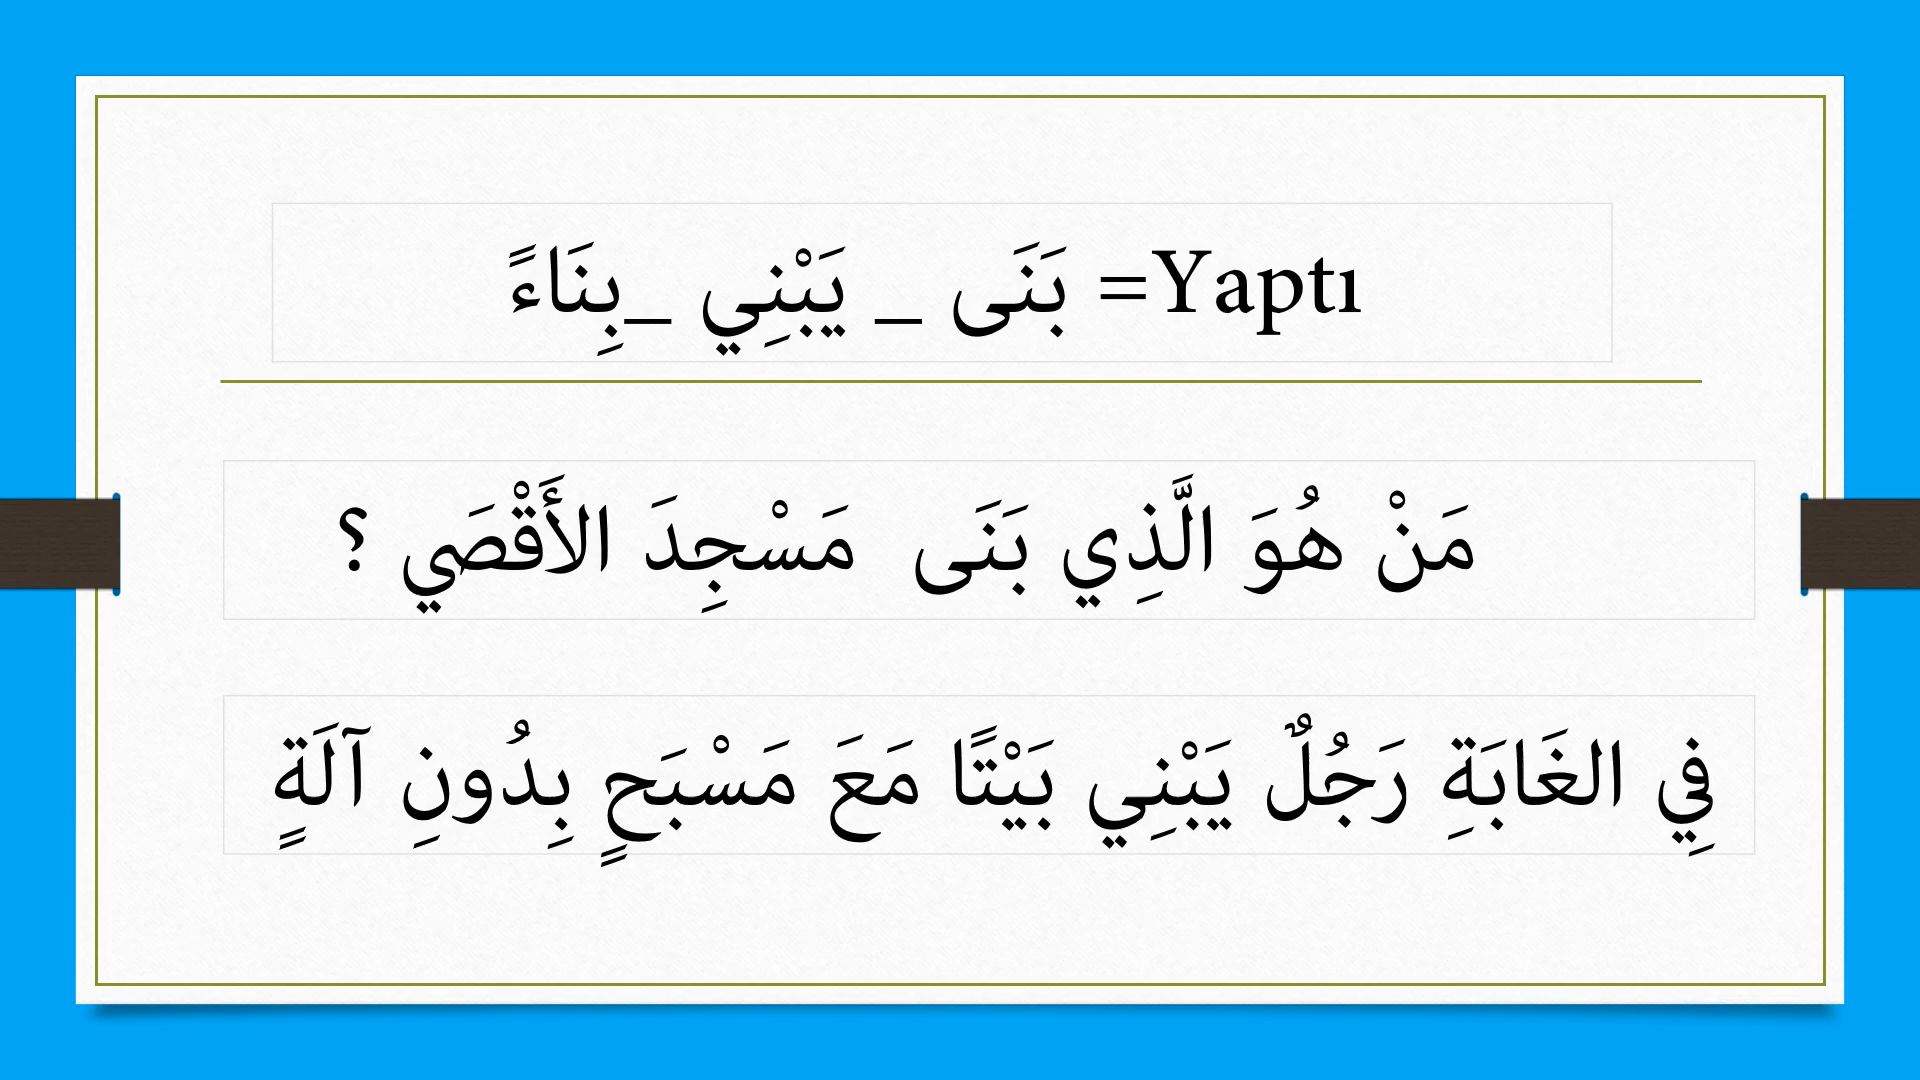 Yaptı= بَنَى _ يَبْنِي _بِنَاءً
مَنْ هُوَ الَّذِي بَنَى مَسْجِدَ الأَقْصَي ؟
فِي الغَابَةِ رَجُلٌ يَبْنِي بَيْتًا مَعَ مَسْبَحٍ بِدُونِ آلَةٍ